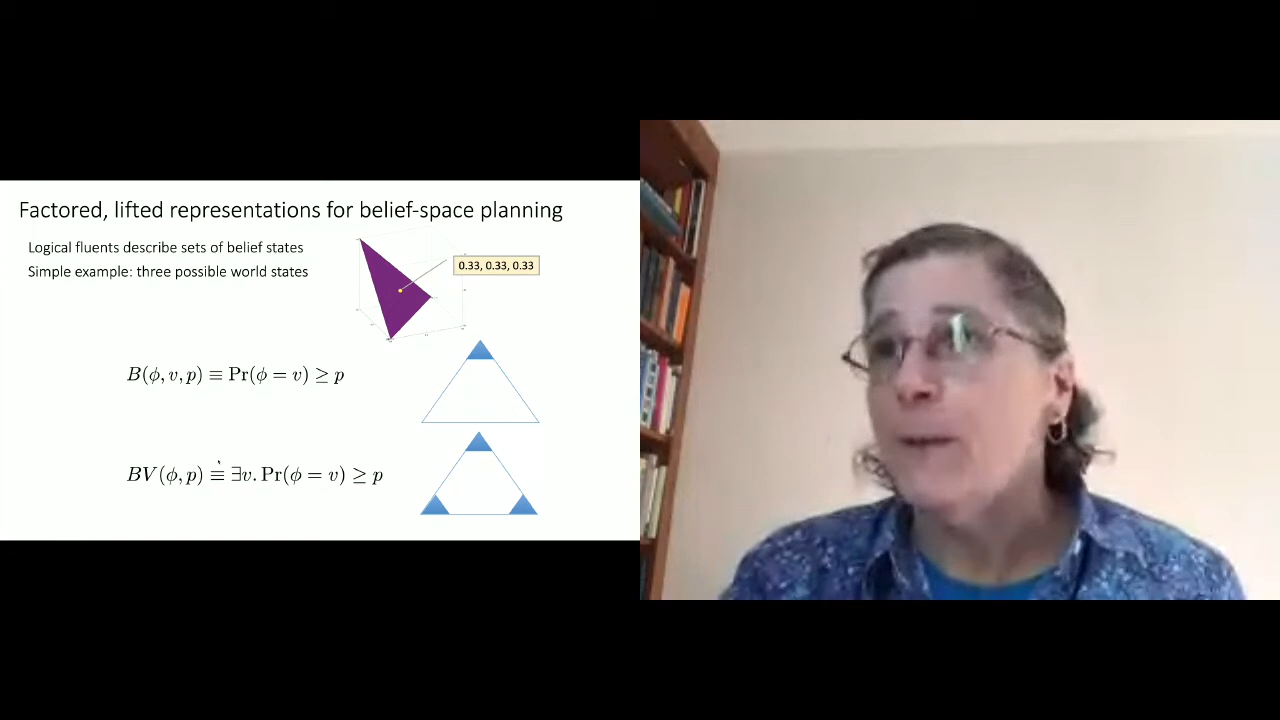 Factored, lifted representations for belief-space planning
Logical fluents describe sets of belief states
Simple example: three possible world states
0.33, 0.33, 0.33
B(ϕ, v, p) ≡ Pr(ϕ = v) ≥ p
BV(ϕ, p) ≡ ∃v. Pr(ϕ = v) ≥ p